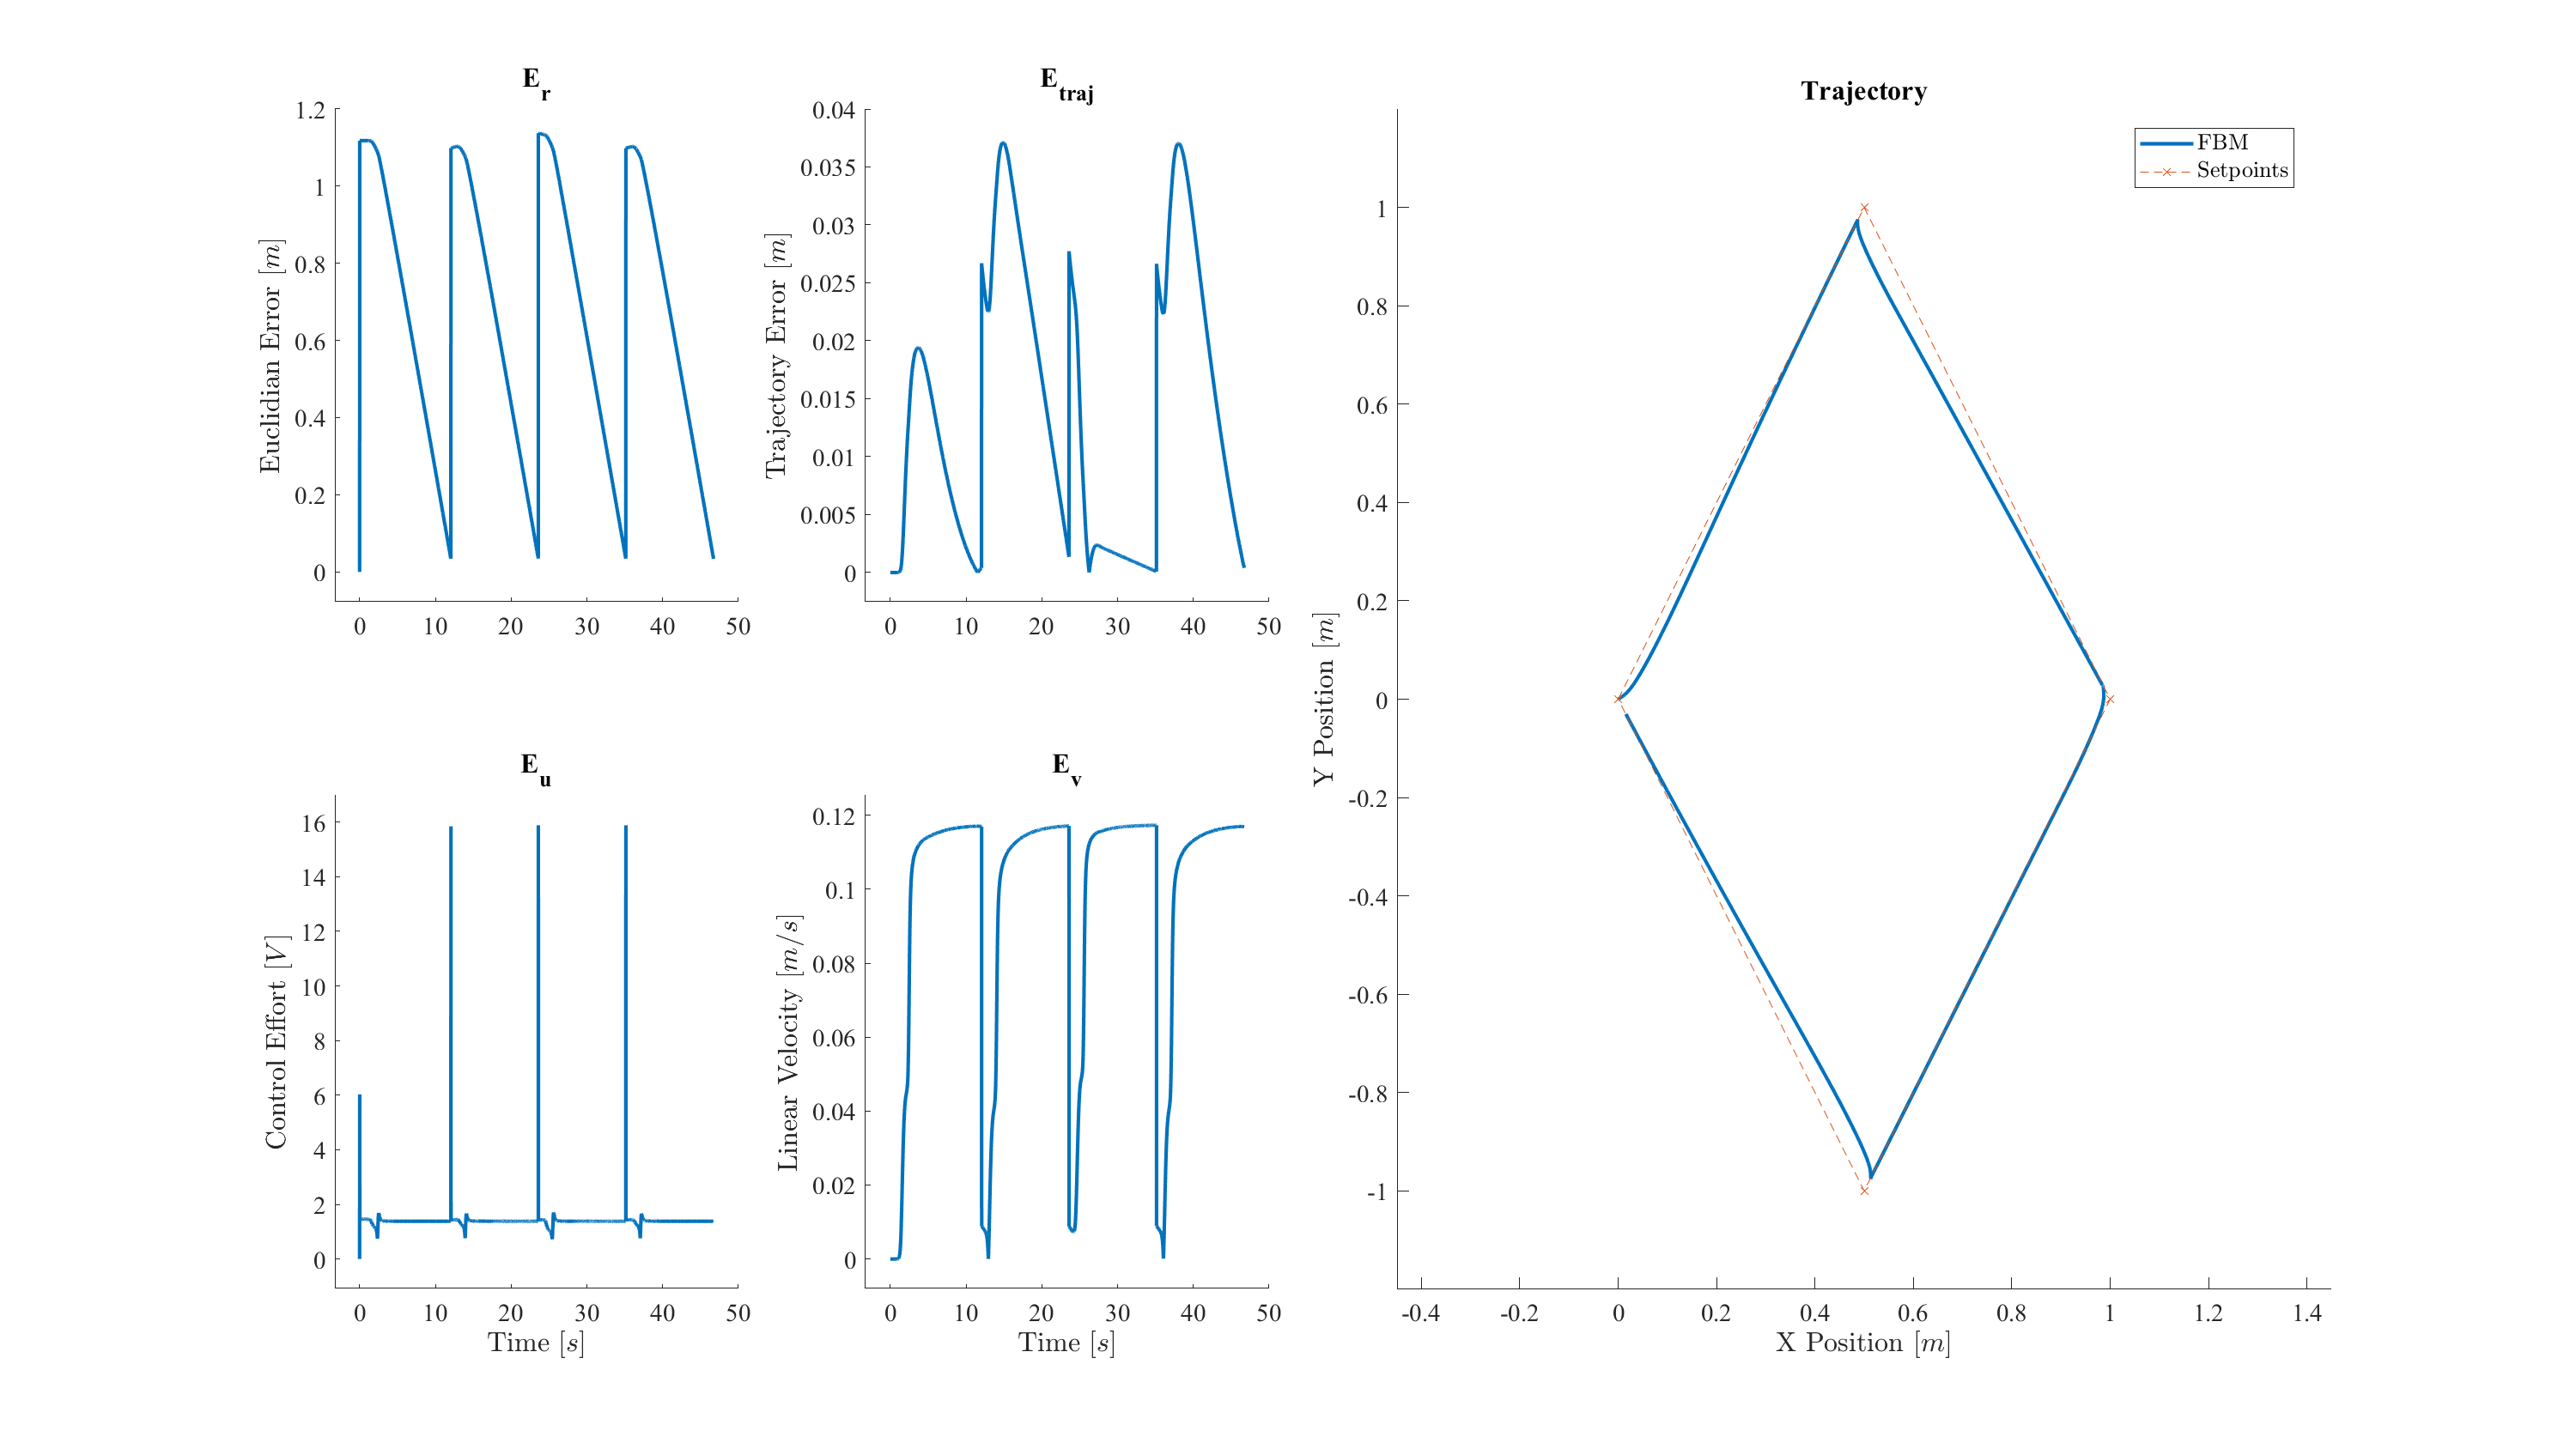 E_r
1.2
1
0.8
0.6
0.4
0.2
0
Euclidian Error [m]
0 10 20 30 40 50
E_traj
0.04
0.035
0.03
0.025
0.02
0.015
0.01
0.005
0
Trajectory Error [m]
0 10 20 30 40 50
E_u
16
14
12
10
8
6
4
2
0
Control Effort [V]
0 10 20 30 40 50
Time [s]
E_v
0.12
0.1
0.08
0.06
0.04
0.02
0
Linear Velocity [m/s]
0 10 20 30 40 50
Time [s]
Trajectory
FBM
Setpoints
1
0.8
0.6
0.4
0.2
0
-0.2
-0.4
-0.6
-0.8
-1
Y Position [m]
-0.4 -0.2 0 0.2 0.4 0.6 0.8 1 1.2 1.4
X Position [m]